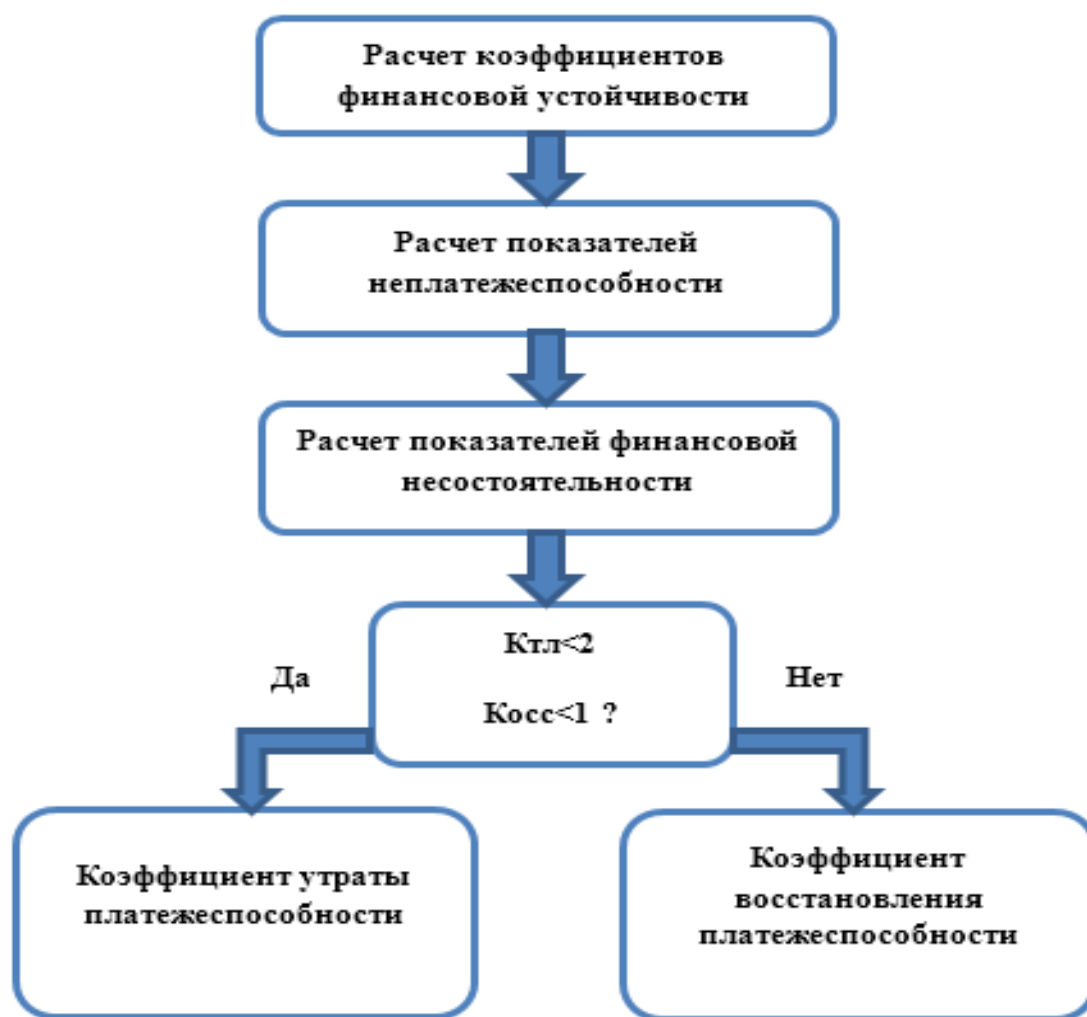 Расчет коэффициентов
финансовой устойчивости
Расчет показателей
неплатежеспособности
Расчет показателей финансовой
несостоятельности
Ктл<2
Да
Нет
Косс<1 ?
Коэффициент утраты
платежеспособности
Коэффициент
восстановления
платежеспособности